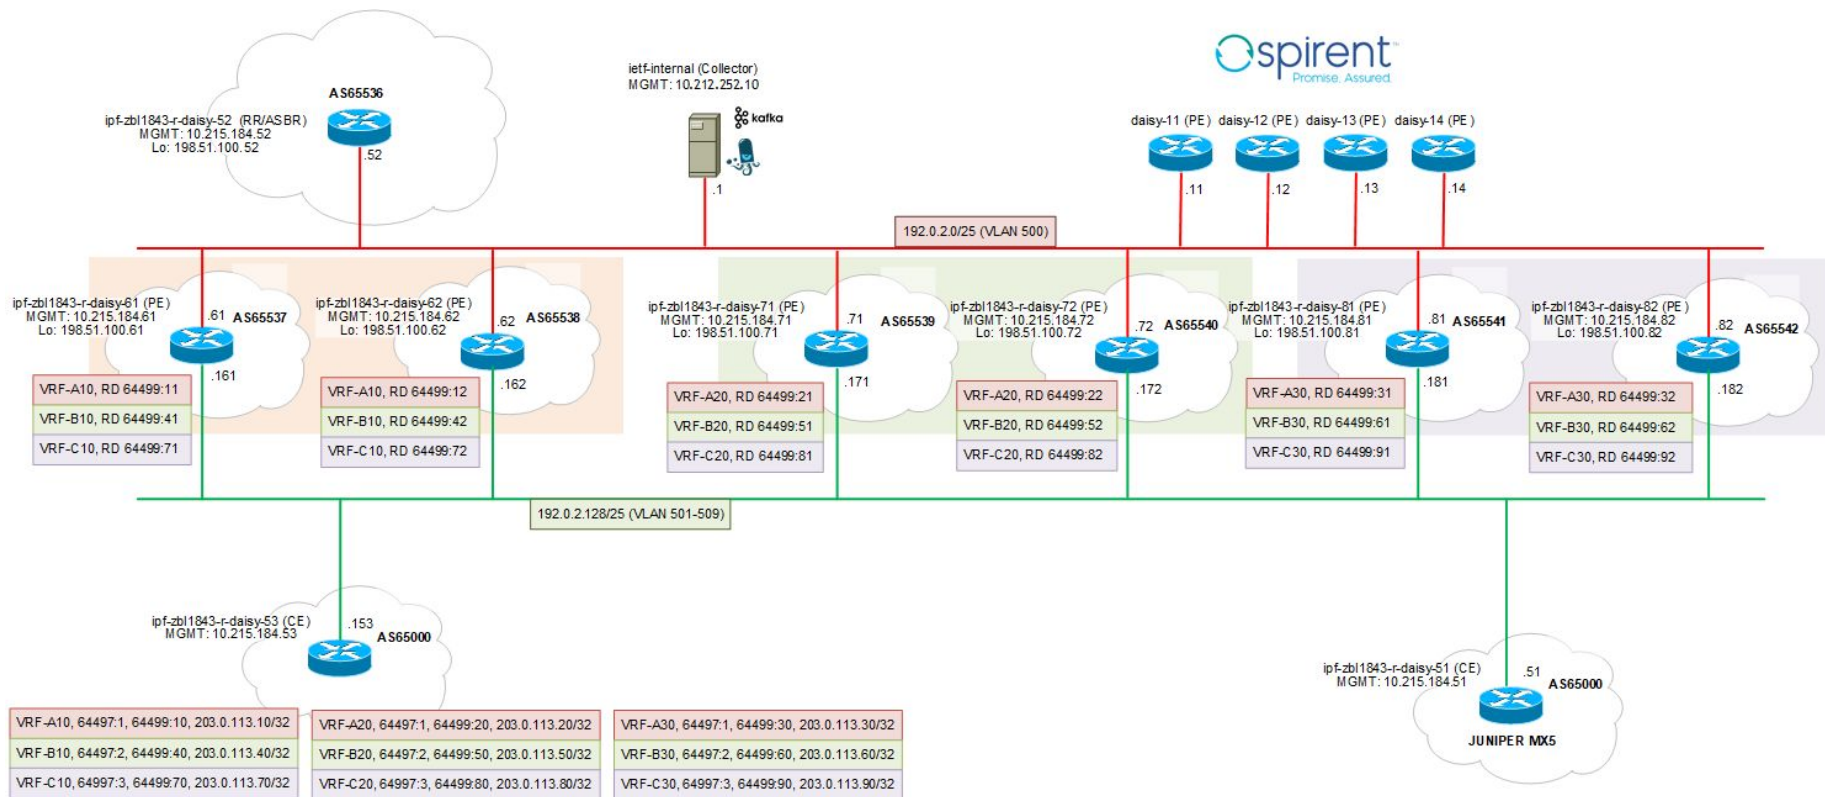 spirent
Promise. Assured.
ietf-internal (Collector)
MGMT: 10.212.252.10
kafka
.1
AS65536
ipf-zbl1843-r-daisy-52 (RR/ASBR)
MGMT: 10.215.184.52
Lo: 198.51.100.52
.52
daisy-11 (PE)
daisy-12 (PE)
daisy-13 (PE)
daisy-14 (PE)
.11
.12
.13
.14
192.0.2.0/25 (VLAN 500)
ipf-zbl1843-r-daisy-61 (PE)
MGMT: 10.215.184.61
Lo: 198.51.100.61
.61
AS65537
.161
VRF-A10, RD 64499:11
VRF-B10, RD 64499:41
VRF-C10, RD 64499:71
ipf-zbl1843-r-daisy-62 (PE)
MGMT: 10.215.184.62
Lo: 198.51.100.62
.62
AS65538
.162
VRF-A10, RD 64499:12
VRF-B10, RD 64499:42
VRF-C10, RD 64499:72
ipf-zbl1843-r-daisy-71 (PE)
MGMT: 10.215.184.71
Lo: 198.51.100.71
.71
AS65539
.171
VRF-A20, RD 64499:21
VRF-B20, RD 64499:51
VRF-C20, RD 64499:81
ipf-zbl1843-r-daisy-72 (PE)
MGMT: 10.215.184.72
Lo: 198.51.100.72
.72
AS65540
.172
VRF-A20, RD 64499:22
VRF-B20, RD 64499:52
VRF-C20, RD 64499:82
ipf-zbl1843-r-daisy-81 (PE)
MGMT: 10.215.184.81
Lo: 198.51.100.81
.81
AS65541
.181
VRF-A30, RD 64499:31
VRF-B30, RD 64499:61
VRF-C30, RD 64499:91
ipf-zbl1843-r-daisy-82 (PE)
MGMT: 10.215.184.82
Lo: 198.51.100.82
.82
AS65542
.182
VRF-A30, RD 64499:32
VRF-B30, RD 64499:62
VRF-C30, RD 64499:92
192.0.2.128/25 (VLAN 501-509)
ipf-zbl1843-r-daisy-53 (CE)
MGMT: 10.215.184.53
.153
AS65000
ipf-zbl1843-r-daisy-51 (CE)
MGMT: 10.215.184.51
.51
AS65000
JUNIPER MX5
VRF-A10, 64497:1, 64499:10, 203.0.113.10/32
VRF-B10, 64497:2, 64499:40, 203.0.113.40/32
VRF-C10, 64997:3, 64499:70, 203.0.113.70/32
VRF-A20, 64497:1, 64499:20, 203.0.113.20/32
VRF-B20, 64497:2, 64499:50, 203.0.113.50/32
VRF-C20, 64997:3, 64499:80, 203.0.113.80/32
VRF-A30, 64497:1, 64499:30, 203.0.113.30/32
VRF-B30, 64497:2, 64499:60, 203.0.113.60/32
VRF-C30, 64997:3, 64499:90, 203.0.113.90/32